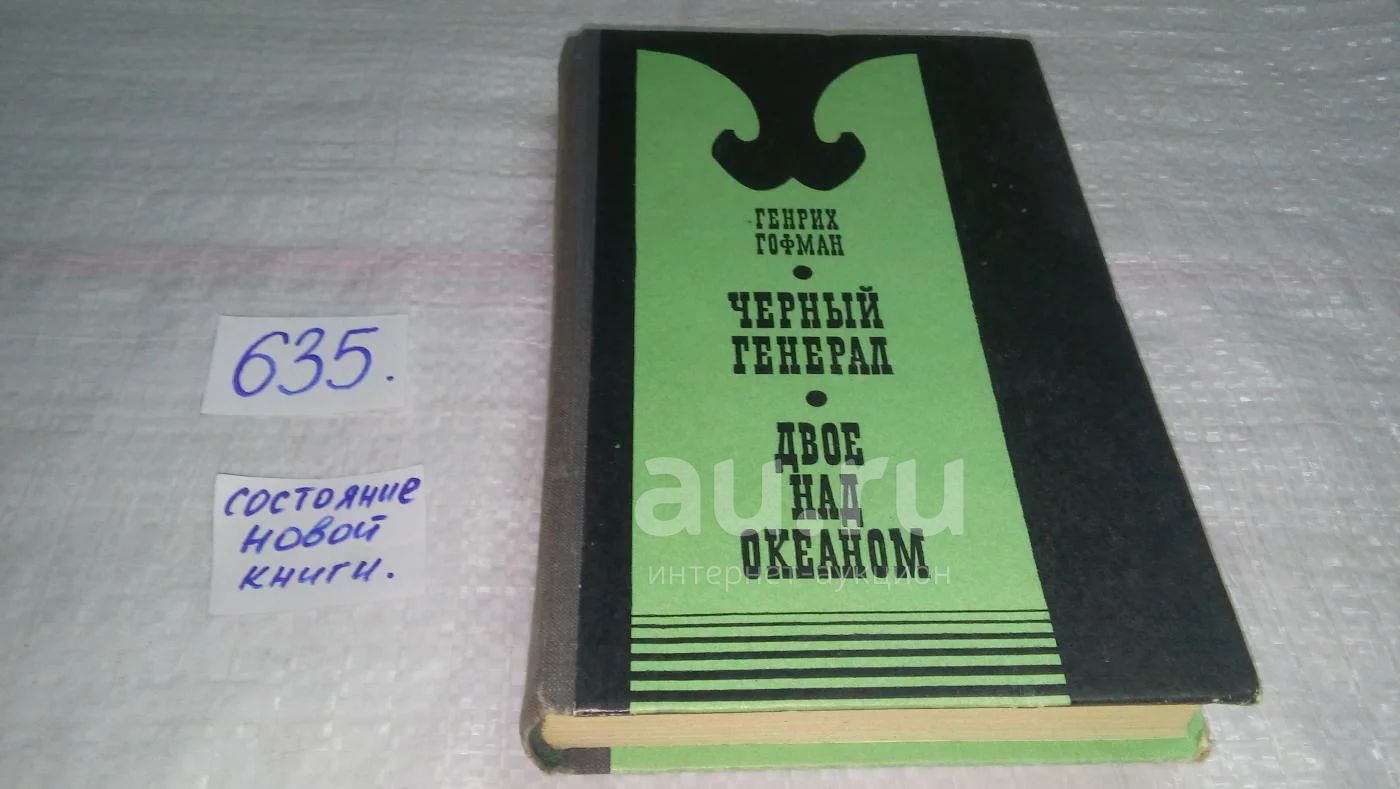 635.
состояние
новой
книги.
ГЕНРИХ
ГОФМАН
ЧЕРНЫЙ
ГЕНЕРАЛ
ДВОЕ
НАД
ОКЕАНОМ
au.ru
интернет-аукцион